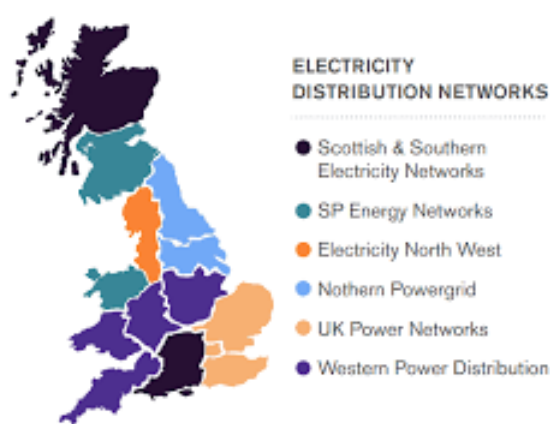 ELECTRICITY
DISTRIBUTION NETWORKS
Scottish & Southern
Electricity Networks
SP Energy Networks
Electricity North West
Nothern Powergrid
UK Power Networks
Western Power Distribution